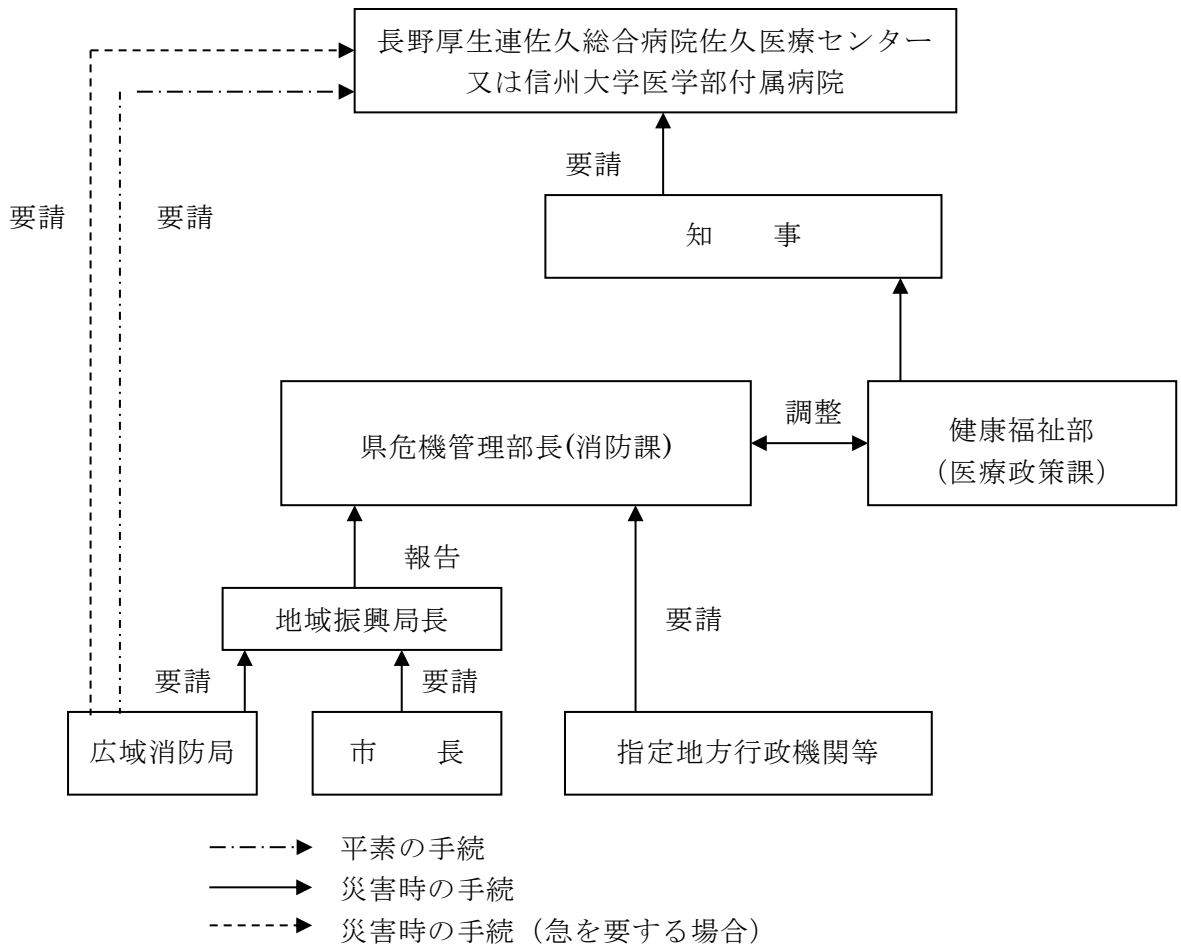 長野厚生連佐久総合病院佐久医療センター
又は信州大学医学部付属病院
要請
要請
要請
知　　事
県危機管理部長(消防課)
調整
健康福祉部
（医療政策課）
報告
地域振興局長
要請
要請
要請
広域消防局
市　　長
指定地方行政機関等
平素の手続
災害時の手続
災害時の手続（急を要する場合）